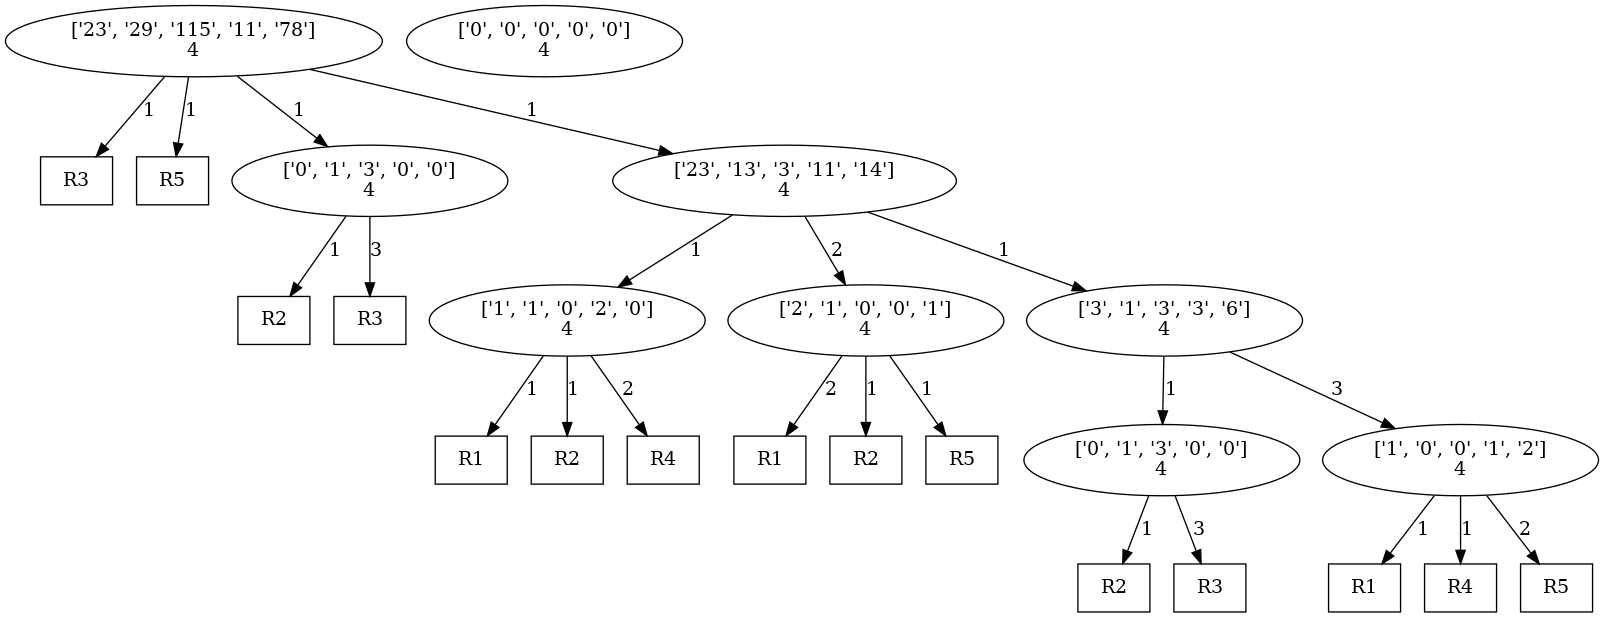 ['23', '29', '115', '11', '78']
4
['0', '0', '0', '0', '0']
4
1
1
1
1
R3
R5
['0', '1', '3', '0', '0']
4
['23', '13', '3', '11', '14']
4
1
3
1
2
1
R2
R3
['1', '1', '0', '2', '0']
4
['2', '1', '0', '0', '1']
4
['3', '1', '3', '3', '6']
4
1
1
2
2
1
1
1
3
R1
R2
R4
R1
R2
R5
['0', '1', '3', '0', '0']
4
['1', '0', '0', '1', '2']
4
1
3
1
1
2
R2
R3
R1
R4
R5